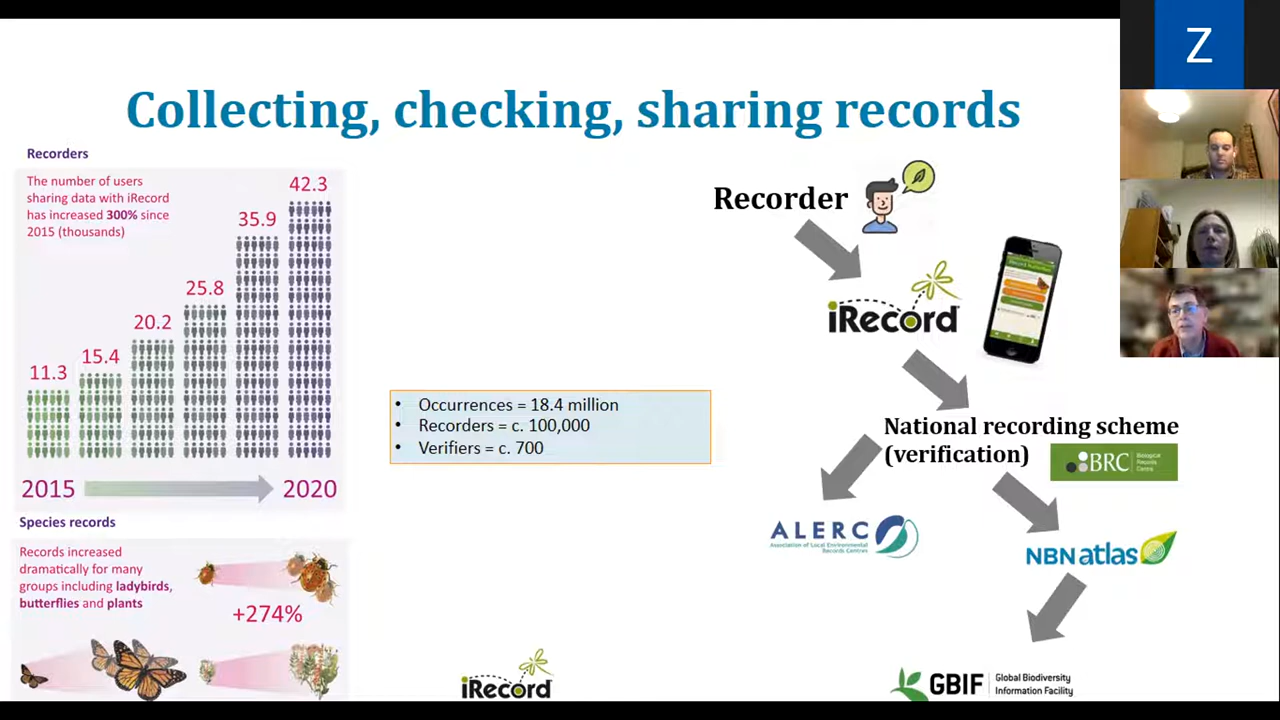 Z
Collecting, checking, sharing records
Recorders
The number of users
sharing data with iRecord
has increased 300% since
2015 (thousands)
11.3
15.4
20.2
25.8
35.9
42.3
2015
2020
Species records
Records increased
dramatically for many
groups including ladybirds,
butterflies and plants
+274%
• Occurrences = 18.4 million
• Recorders = c. 100,000
• Verifiers = c. 700
iRecord
Recorder
iRecord
National recording scheme
(verification)
BRC
Biological
Records
Centre
ALERC
Association of Local Environmental
Records Centres
NBNatlas
GBIF
Global Biodiversity
Information Facility